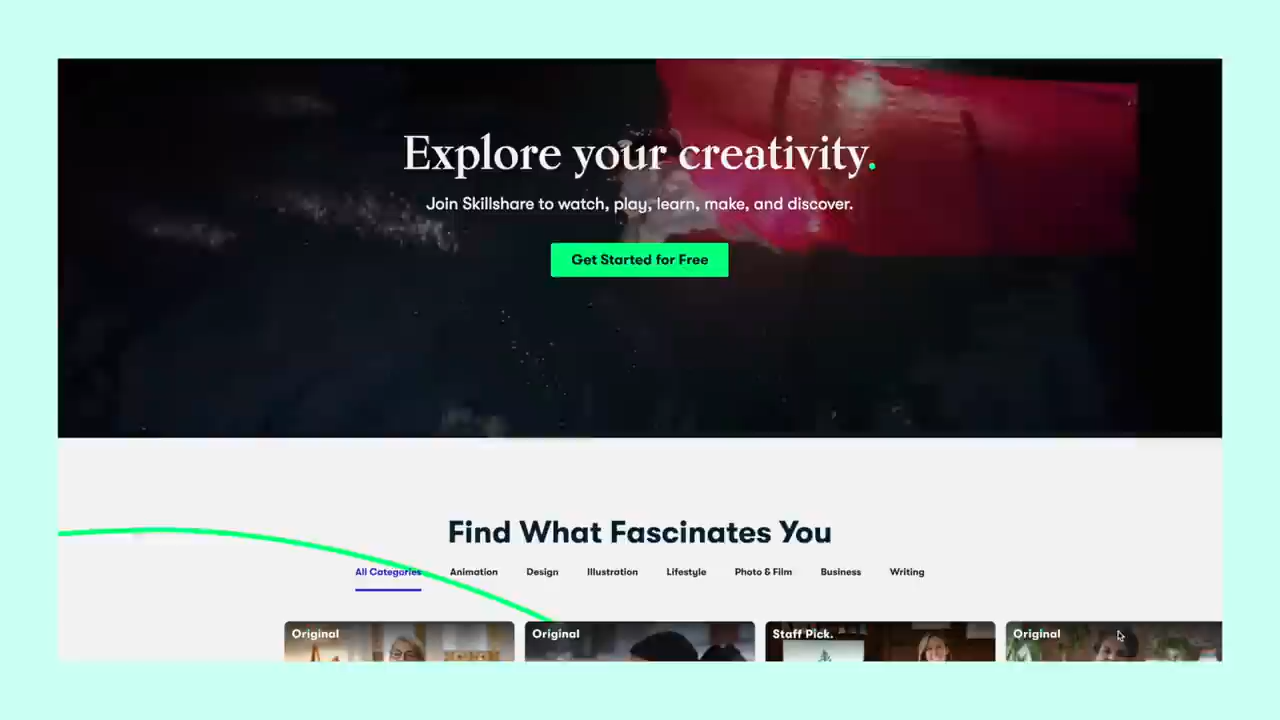 Explore your creativity.
Join Skillshare to watch, play, learn, make, and discover.
Get Started for Free
Find What Fascinates You
All Categories Animation Design Illustration Lifestyle Photo & Film Business Writing
Original Original Staff Pick. Original